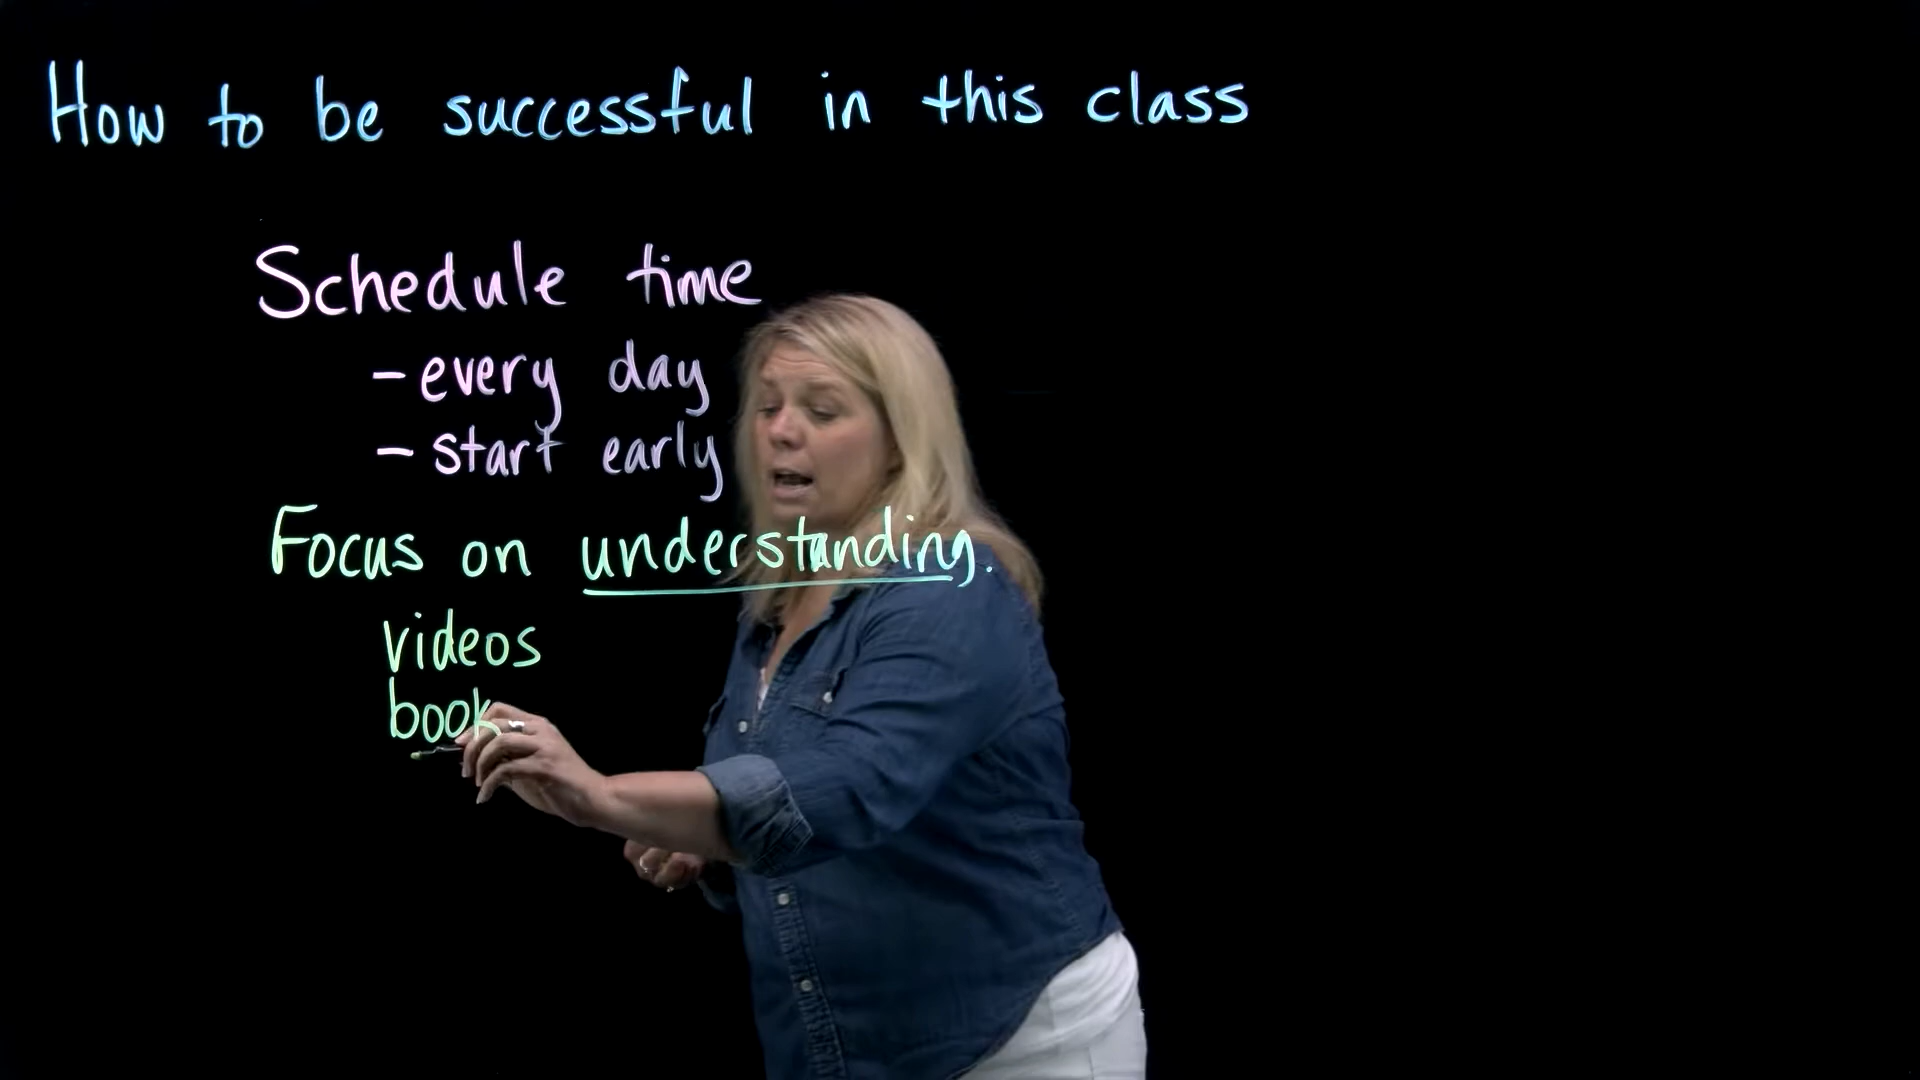 How to be successful in this class
Schedule time
- every day
- start early
Focus on understanding.
videos
book